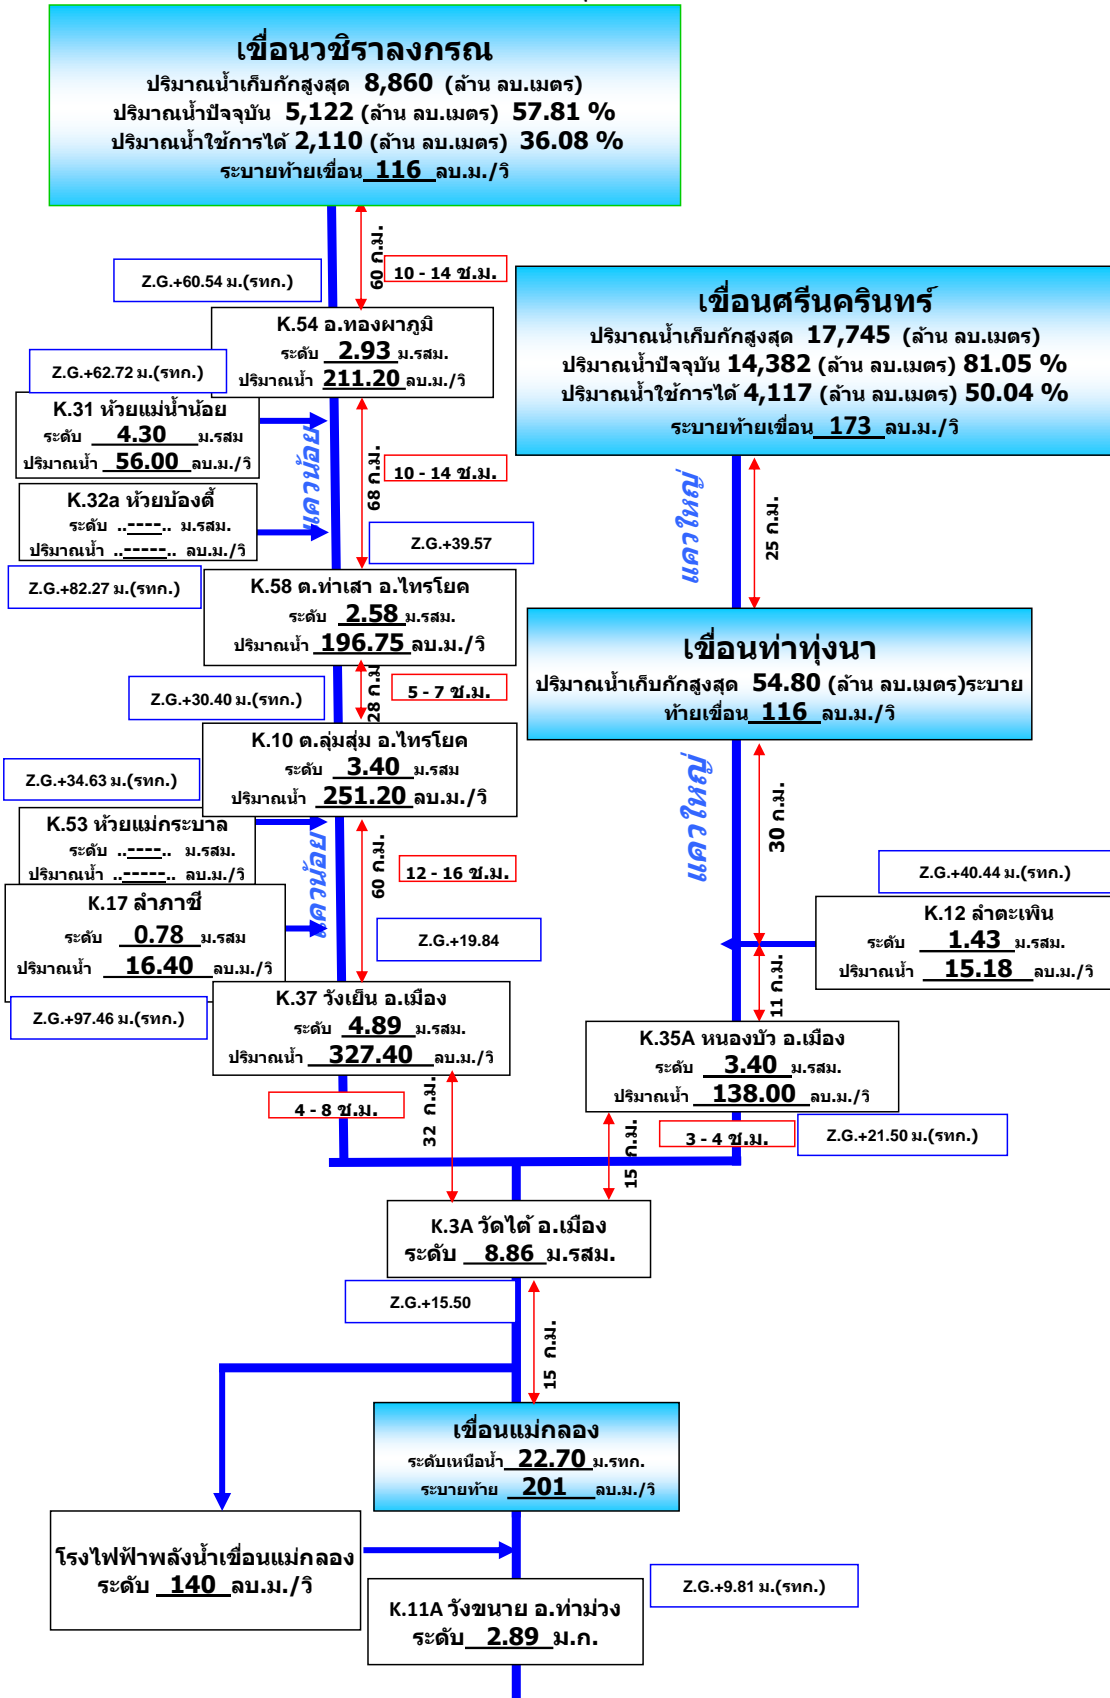 เขื่อนวชิราลงกรณ
ปริมาณน้ำเก็บกักสูงสุด 8,860 (ล้าน ลบ.เมตร)
ปริมาณน้ำปัจจุบัน 5,122 (ล้าน ลบ.เมตร) 57.81 %
ปริมาณน้ำใช้การได้ 2,110 (ล้าน ลบ.เมตร) 36.08 %
ระบายท้ายเขื่อน 116 ลบ.ม./วิ
60 ก.ม.
10 - 14 ช.ม.
Z.G.+60.54 ม.(รทก.)
เขื่อนศรีนครินทร์
ปริมาณน้ำเก็บกักสูงสุด 17,745 (ล้าน ลบ.เมตร)
ปริมาณน้ำปัจจุบัน 14,382 (ล้าน ลบ.เมตร) 81.05 %
ปริมาณน้ำใช้การได้ 4,117 (ล้าน ลบ.เมตร) 50.04 %
ระบายท้ายเขื่อน 173 ลบ.ม./วิ
K.54 อ.ทองผาภูมิ
ระดับ 2.93 ม.รสม.
ปริมาณน้ำ 211.20 ลบ.ม./วิ
Z.G.+62.72 ม.(รทก.)
K.31 ห้วยแม่น้ำน้อย
ระดับ 4.30 ม.รสม
ปริมาณน้ำ 56.00 ลบ.ม./วิ
แควน้อย
68 ก.ม.
10 - 14 ช.ม.
แควใหญ่
25 ก.ม.
K.32a ห้วยบ้องตี้
ระดับ ..----.. ม.รสม.
ปริมาณน้ำ ..-----.. ลบ.ม./วิ
Z.G.+39.57
Z.G.+82.27 ม.(รทก.)
K.58 ต.ท่าเสา อ.ไทรโยค
ระดับ 2.58 ม.รสม.
ปริมาณน้ำ 196.75 ลบ.ม./วิ
เขื่อนท่าทุ่งนา
ปริมาณน้ำเก็บกักสูงสุด 54.80 (ล้าน ลบ.เมตร)ระบาย
ท้ายเขื่อน 116 ลบ.ม./วิ
28 ก.ม.
5 - 7 ช.ม.
Z.G.+30.40 ม.(รทก.)
K.10 ต.ลุ่มสุ่ม อ.ไทรโยค
ระดับ 3.40 ม.รสม
ปริมาณน้ำ 251.20 ลบ.ม./วิ
Z.G.+34.63 ม.(รทก.)
แควใหญ่
30 ก.ม.
K.53 ห้วยแม่กระบาล
ระดับ ..----.. ม.รสม.
ปริมาณน้ำ ..-----.. ลบ.ม./วิ
แควน้อย
60 ก.ม.
12 - 16 ช.ม.
Z.G.+40.44 ม.(รทก.)
K.17 ลำภาชี
ระดับ 0.78 ม.รสม
ปริมาณน้ำ 16.40 ลบ.ม./วิ
Z.G.+19.84
K.12 ลำตะเพิน
ระดับ 1.43 ม.รสม.
ปริมาณน้ำ 15.18 ลบ.ม./วิ
Z.G.+97.46 ม.(รทก.)
K.37 วังเย็น อ.เมือง
ระดับ 4.89 ม.รสม.
ปริมาณน้ำ 327.40 ลบ.ม./วิ
11 ก.ม.
K.35A หนองบัว อ.เมือง
ระดับ 3.40 ม.รสม.
ปริมาณน้ำ 138.00 ลบ.ม./วิ
4 - 8 ช.ม.
32 ก.ม.
15 ก.ม.
3 - 4 ช.ม.
Z.G.+21.50 ม.(รทก.)
K.3A วัดไต้ อ.เมือง
ระดับ 8.86 ม.รสม.
Z.G.+15.50
15 ก.ม.
เขื่อนแม่กลอง
ระดับเหนือน้ำ 22.70 ม.รทก.
ระบายท้าย 201 ลบ.ม./วิ
โรงไฟฟ้าพลังน้ำเขื่อนแม่กลอง
ระดับ 140 ลบ.ม./วิ
Z.G.+9.81 ม.(รทก.)
K.11A วังขนาย อ.ท่าม่วง
ระดับ 2.89 ม.ก.